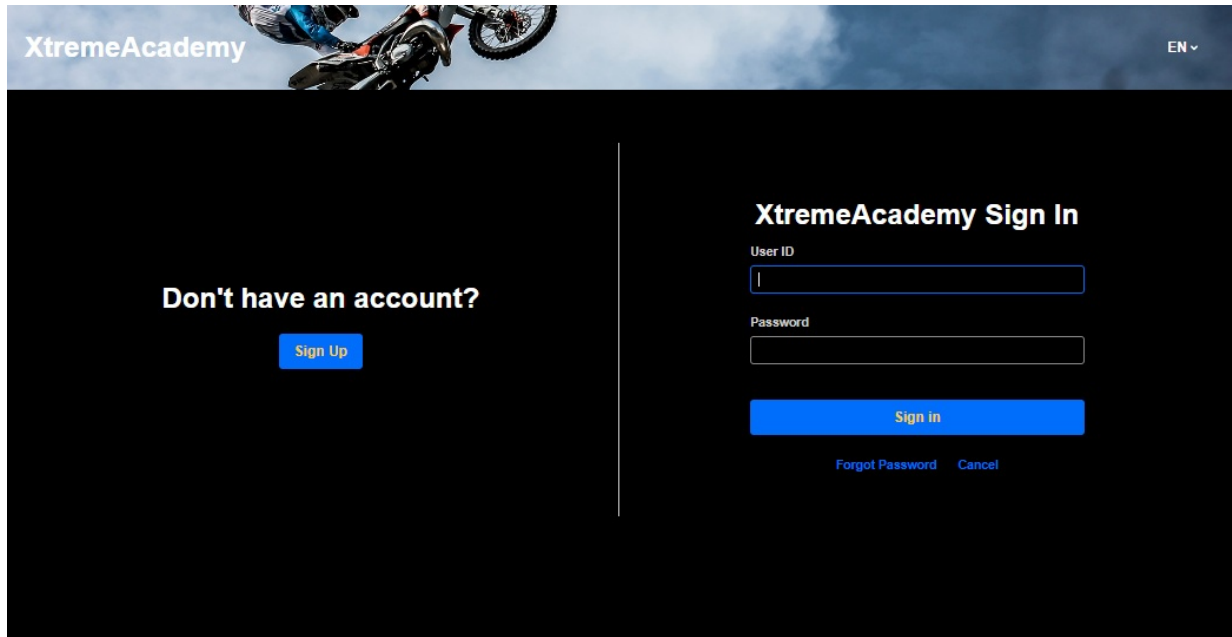 XtremeAcademy
EN
Don't have an account?
Sign Up
XtremeAcademy Sign In
User ID
Password
Sign in
Forgot Password Cancel